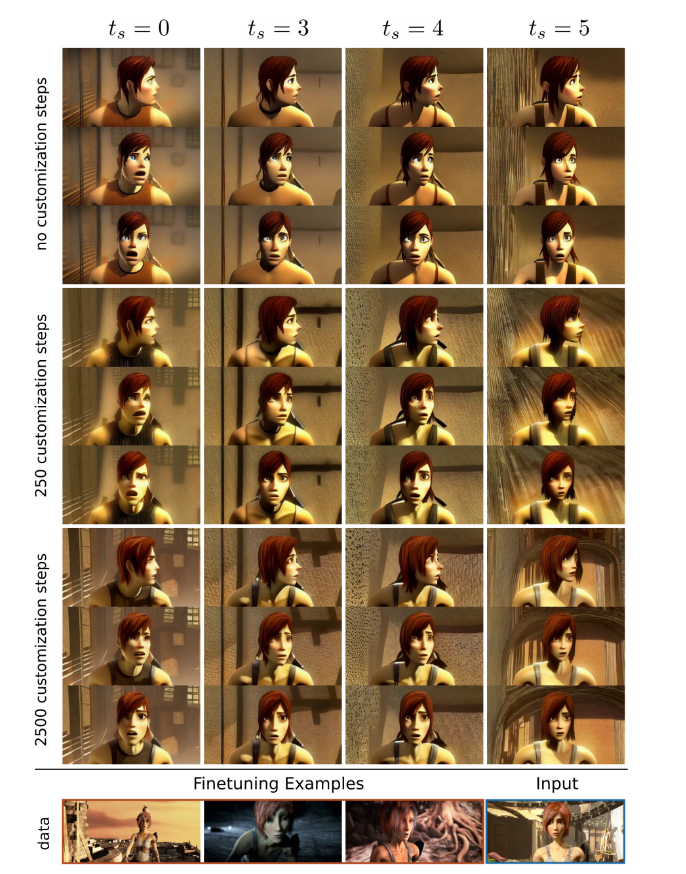 t_s = 0 t_s = 3 t_s = 4 t_s = 5
no customization steps
250 customization steps
2500 customization steps
Finetuning Examples Input
data